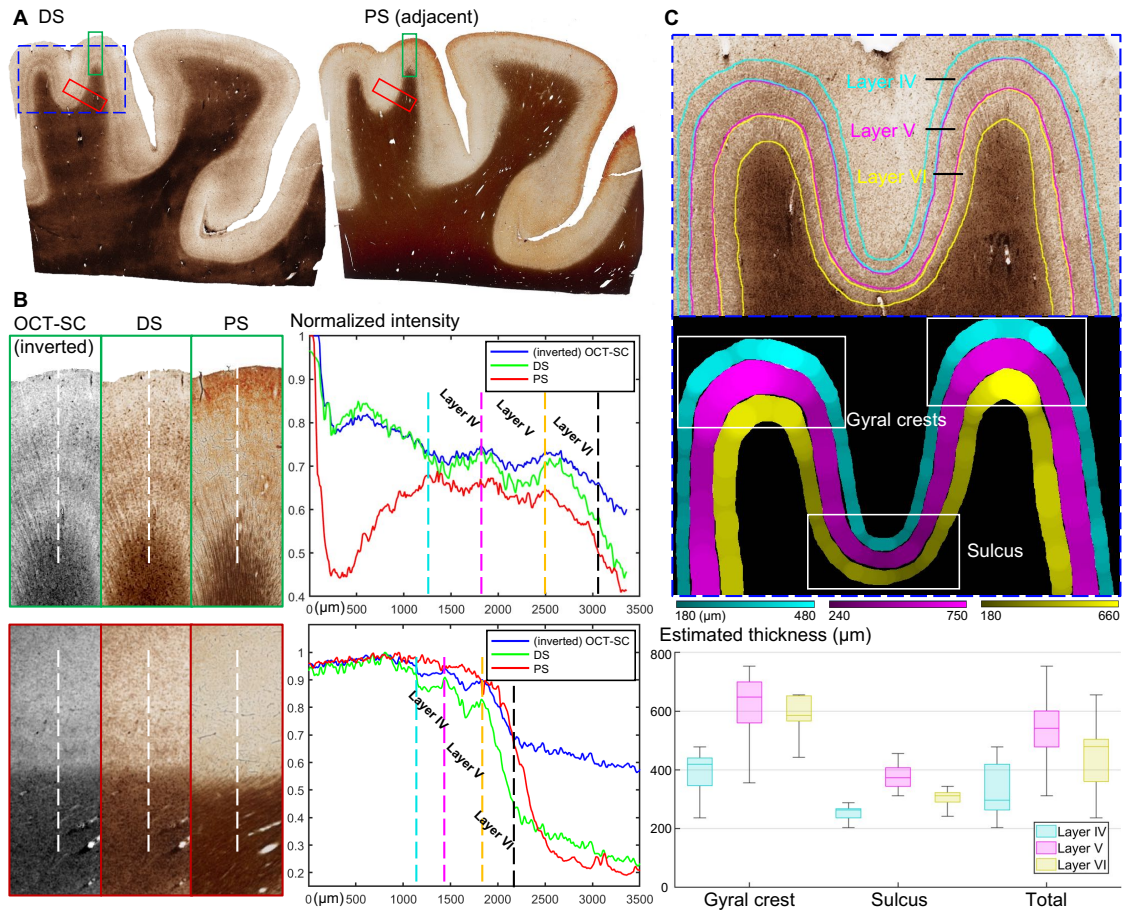 A
DS
PS (adjacent)
B
OCT-SC
(inverted)
DS
PS
Normalized intensity
(inverted) OCT-SC
DS
PS
Layer IV
Layer V
Layer VI
1
0.9
0.8
0.7
0.6
0.5
0.4
0
(μm)
500
1000
1500
2000
2500
3000
3500
(inverted) OCT-SC
DS
PS
Layer IV
Layer V
Layer VI
1
0.9
0.8
0.7
0.6
0.5
0.4
0.3
0.2
0
(μm)
500
1000
1500
2000
2500
3000
3500
C
Layer IV
Layer V
Layer VI
Gyral crests
Sulcus
180 (μm)
480
240
750
180
660
Estimated thickness (μm)
800
600
400
200
0
Layer IV
Layer V
Layer VI
Gyral crest
Sulcus
Total